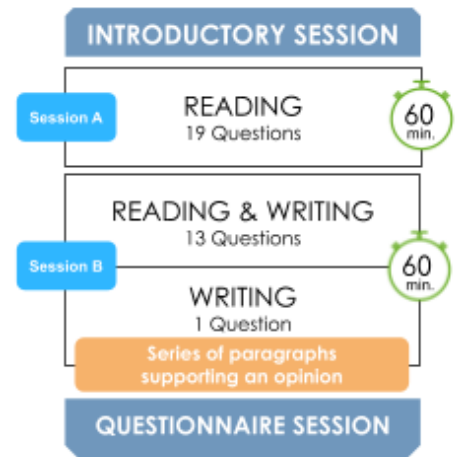 INTRODUCTORY SESSION
Session A
READING
19 Questions
60
min.
READING & WRITING
13 Questions
Session B
60
min.
WRITING
1 Question
Series of paragraphs
supporting an opinion
QUESTIONNAIRE SESSION